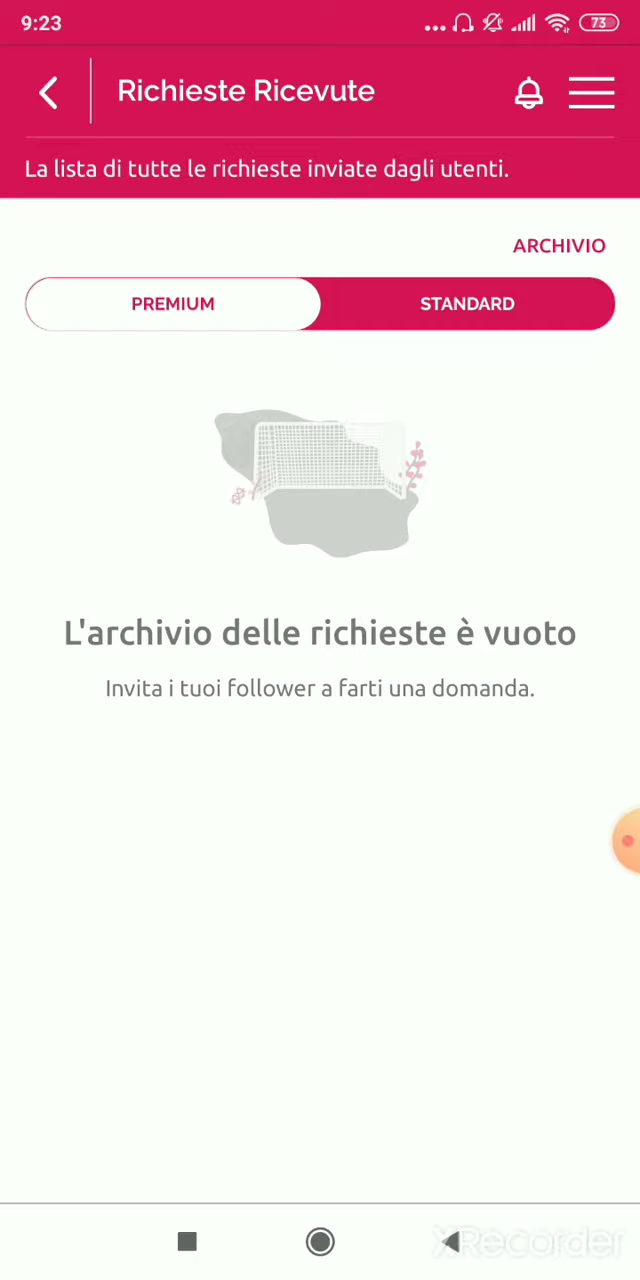 9:23
73
Richieste Ricevute
La lista di tutte le richieste inviate dagli utenti.
ARCHIVIO
PREMIUM
STANDARD
L'archivio delle richieste è vuoto
Invita i tuoi follower a farti una domanda.
XRecorder